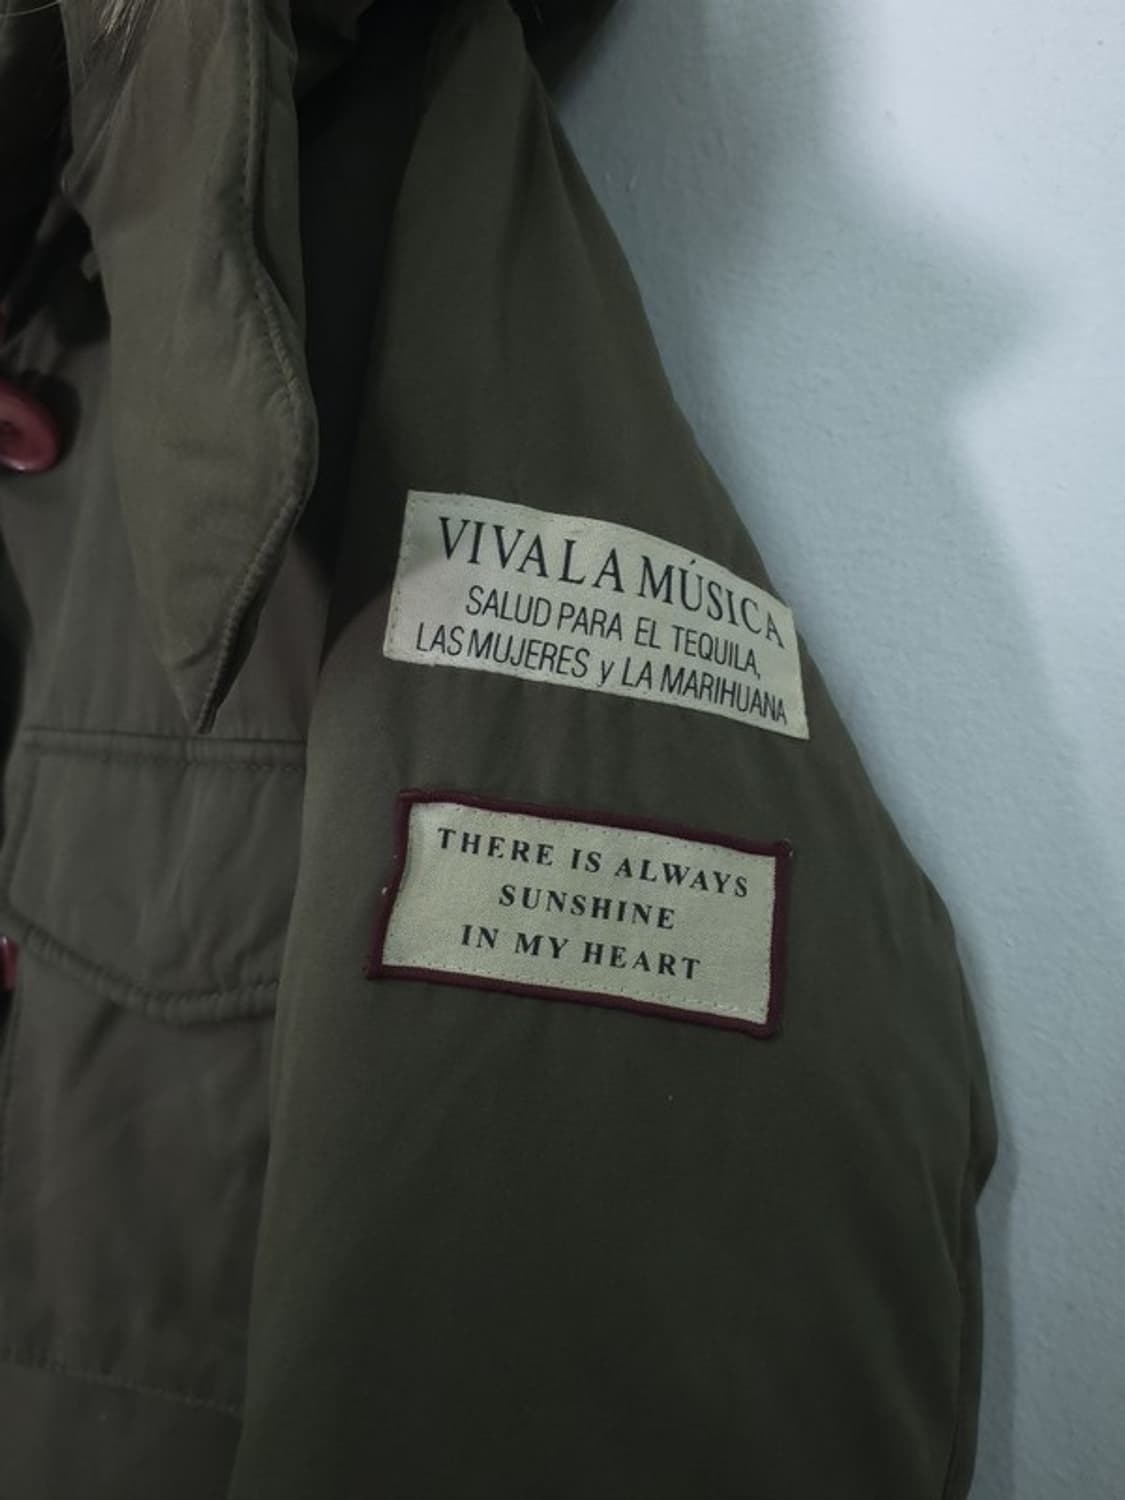 VIVA LA MÚSICA
SALUD PARA EL TEQUILA,
LAS MUJERES y LA MARIHUANA
THERE IS ALWAYS
SUNSHINE
IN MY HEART